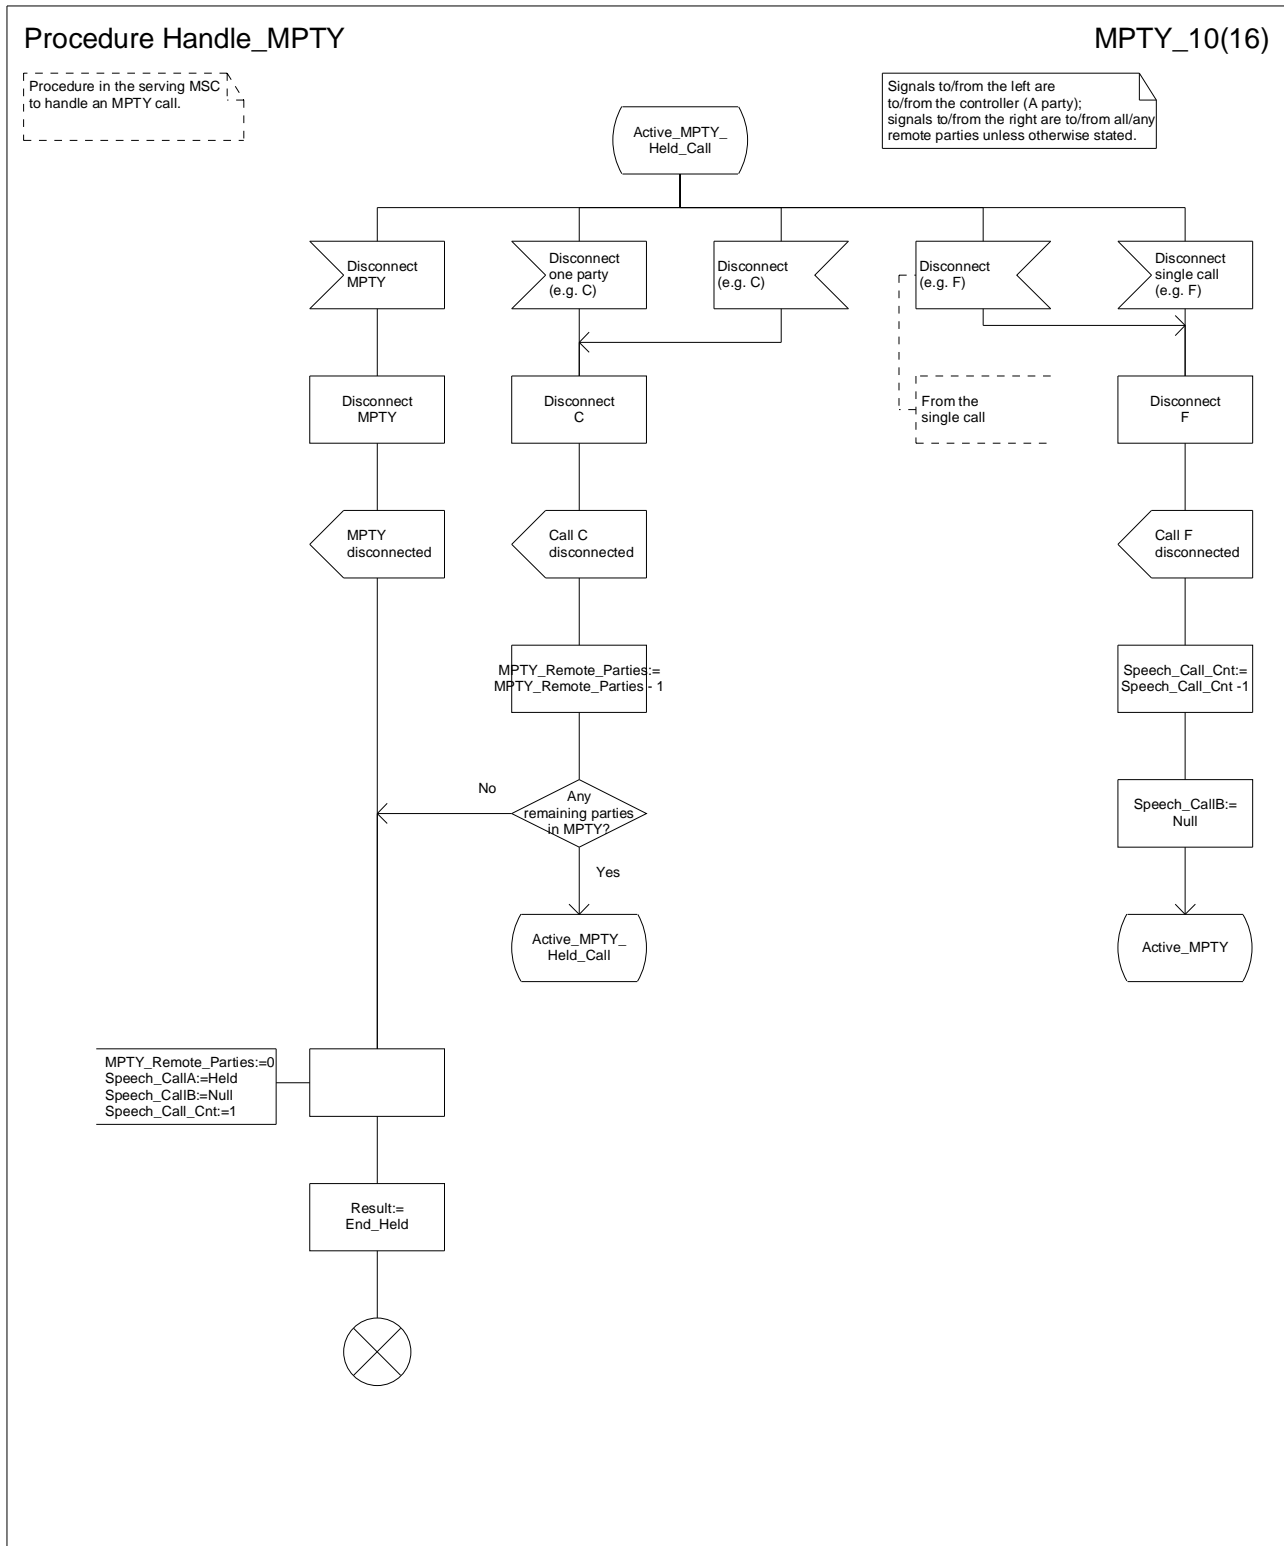 Procedure Handle_MPTY
MPTY_10(16)
Procedure in the serving MSC
to handle an MPTY call.
Signals to/from the left are
to/from the controller (A party);
signals to/from the right are to/from all/any
remote parties unless otherwise stated.
Active_MPTY_
Held_Call
Disconnect
MPTY
Disconnect
one party
(e.g. C)
Disconnect
(e.g. C)
Disconnect
(e.g. F)
Disconnect
single call
(e.g. F)
Disconnect
MPTY
Disconnect
C
From the
single call
Disconnect
F
MPTY
disconnected
Call C
disconnected
Call F
disconnected
MPTY_Remote_Parties:=
MPTY_Remote_Parties - 1
Speech_Call_Cnt:=
Speech_Call_Cnt -1
No
Any
remaining parties
in MPTY?
Speech_CallB:=
Null
Yes
Active_MPTY_
Held_Call
Active_MPTY
MPTY_Remote_Parties:=0
Speech_CallA:=Held
Speech_CallB:=Null
Speech_Call_Cnt:=1
Result:=
End_Held